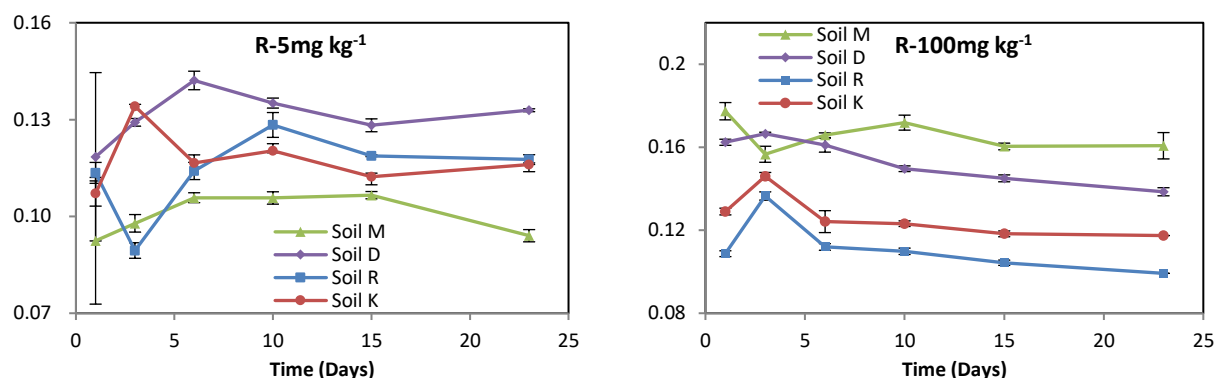 R-5mg kg⁻¹
0.16
0.13
0.10
0.07
Soil M
Soil D
Soil R
Soil K
0 5 10 15 20 25
Time (Days)
R-100mg kg⁻¹
Soil M
Soil D
Soil R
Soil K
0.2
0.16
0.12
0.08
0 5 10 15 20 25
Time (Days)